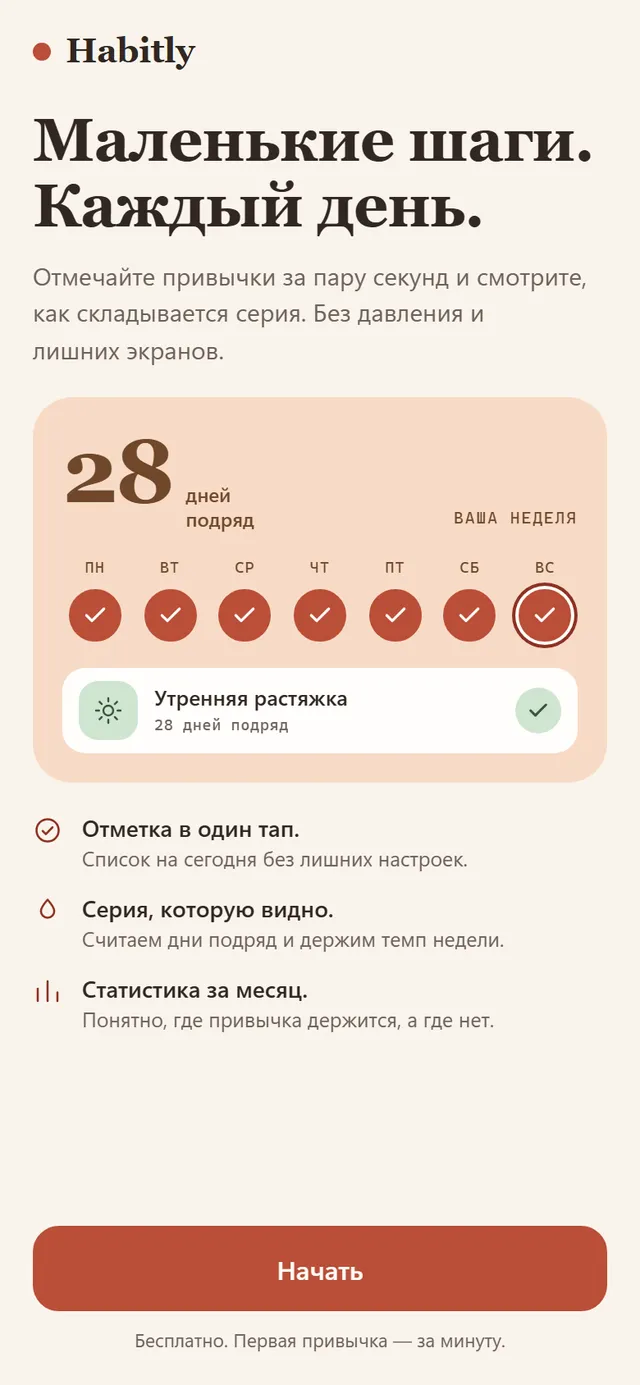 Habitly
Маленькие шаги.
Каждый день.
Отмечайте привычки за пару секунд и смотрите,
как складывается серия. Без давления и
лишних экранов.
28 дней
подряд
ВАША НЕДЕЛЯ
ПН ВТ СР ЧТ ПТ СБ ВС
Утренняя растяжка
28 дней подряд
Отметка в один тап.
Список на сегодня без лишних настроек.
Серия, которую видно.
Считаем дни подряд и держим темп недели.
Статистика за месяц.
Понятно, где привычка держится, а где нет.
Начать
Бесплатно. Первая привычка — за минуту.